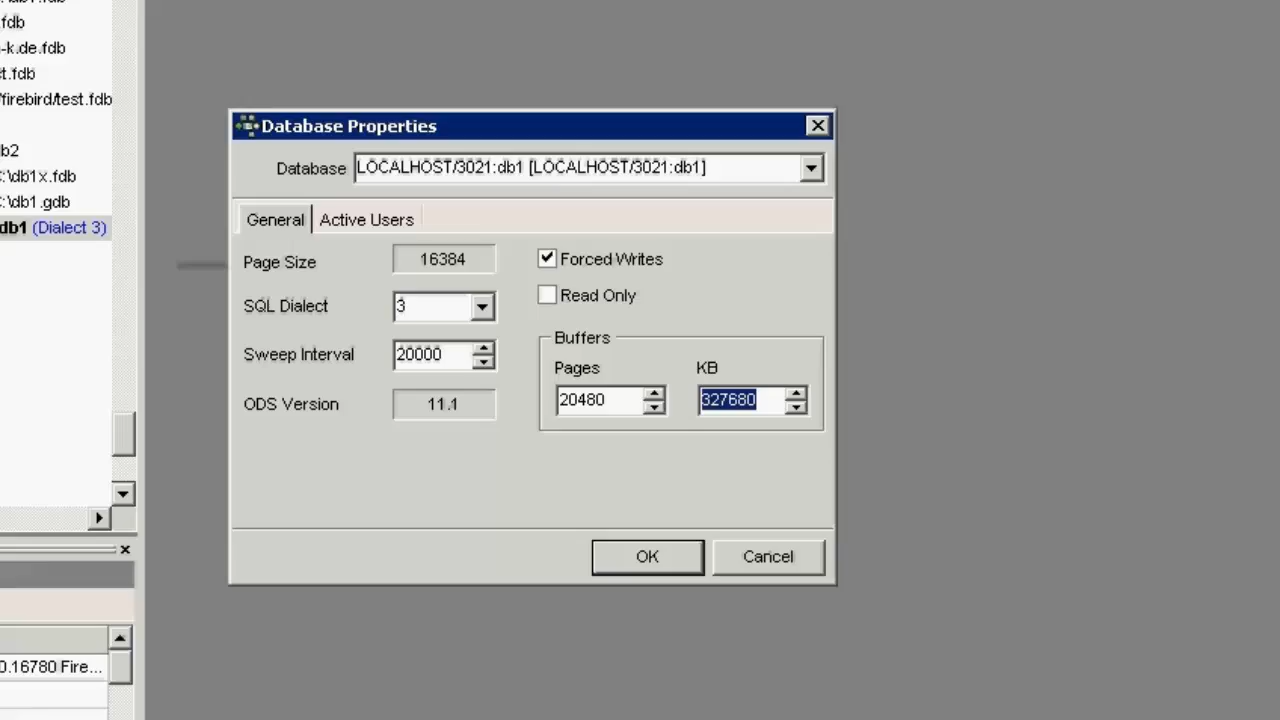 fdb
-k.de.fdb
t.fdb
/firebird/test.fdb
b2
:\db1x.fdb
:\db1.gdb
db1 (Dialect 3)
Database Properties
Database LOCALHOST/3021:db1 [LOCALHOST/3021:db1]
General Active Users
Page Size 16384
Forced Writes
Read Only
SQL Dialect 3
Sweep Interval 20000
ODS Version 11.1
Buffers
Pages KB
20480 327680
OK Cancel
0.16780 Fire...